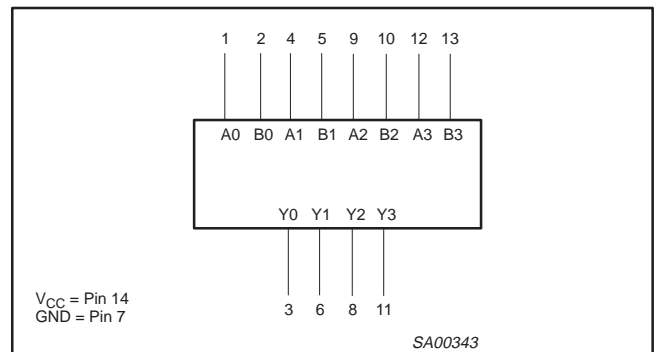 1 2 4 5 9 10 12 13
A0 B0 A1 B1 A2 B2 A3 B3
Y0 Y1 Y2 Y3
VCC = Pin 14
GND = Pin 7
3 6 8 11
SA00343